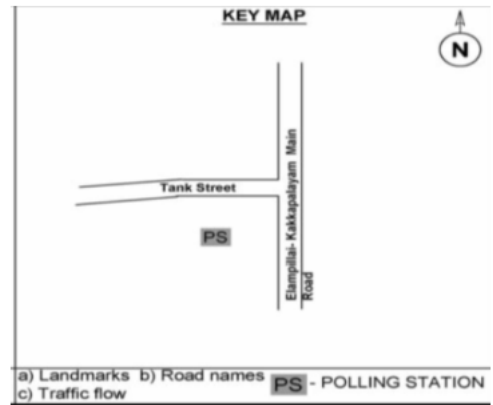 KEY MAP
N
Tank Street
Elampillai- Kakkapalayam Main
Road
PS
a) Landmarks b) Road names
c) Traffic flow
PS - POLLING STATION